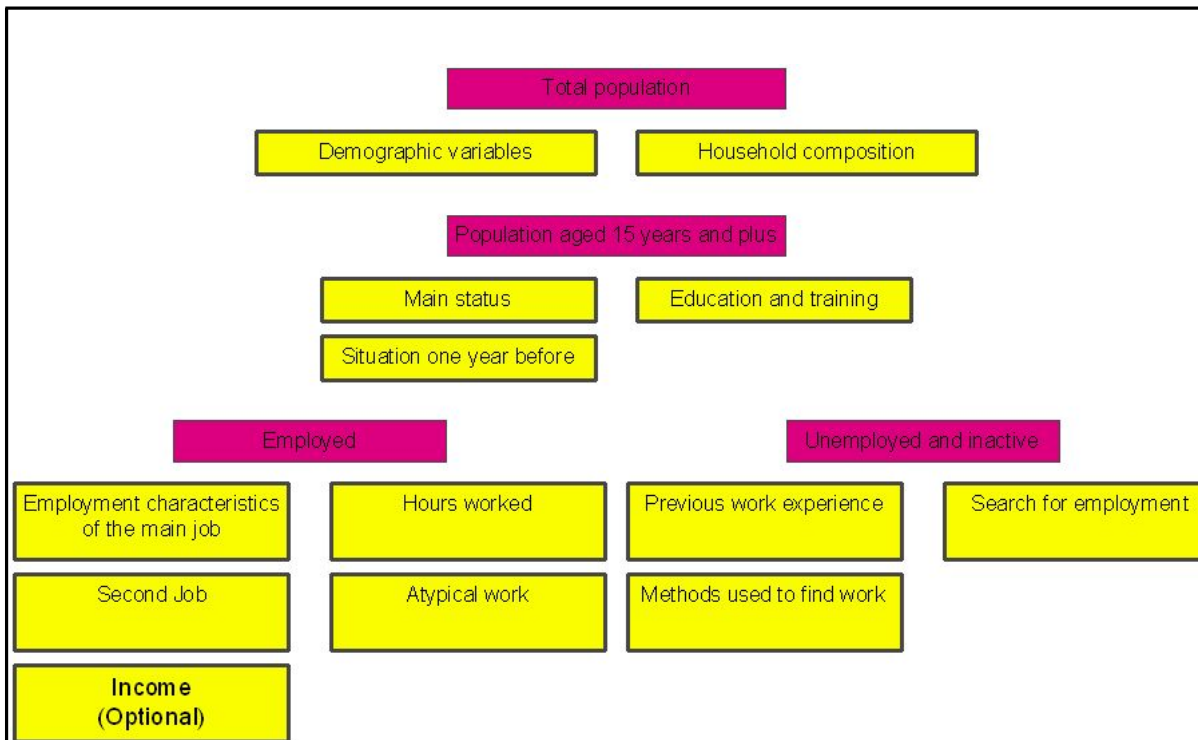 Total population
Demographic variables
Household composition
Population aged 15 years and plus
Main status
Education and training
Situation one year before
Employed
Unemployed and inactive
Employment characteristics
of the main job
Hours worked
Previous work experience
Search for employment
Second Job
Atypical work
Methods used to find work
Income
(Optional)